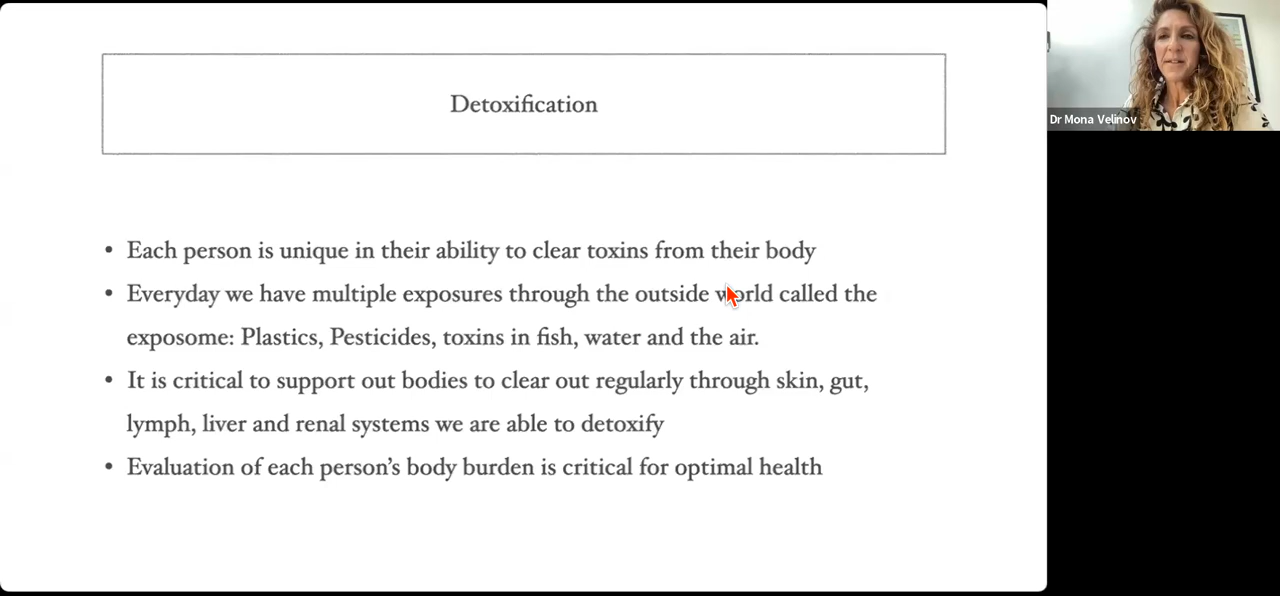 Detoxification
Dr Mona Velinov
• Each person is unique in their ability to clear toxins from their body
• Everyday we have multiple exposures through the outside world called the
exposome: Plastics, Pesticides, toxins in fish, water and the air.
• It is critical to support out bodies to clear out regularly through skin, gut,
lymph, liver and renal systems we are able to detoxify
• Evaluation of each person's body burden is critical for optimal health